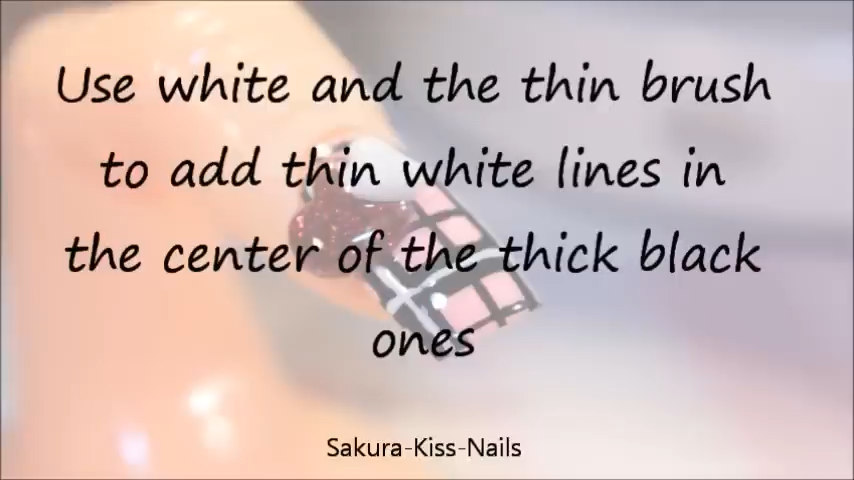 Use white and the thin brush
to add thin white lines in
the center of the thick black
ones
Sakura-Kiss-Nails